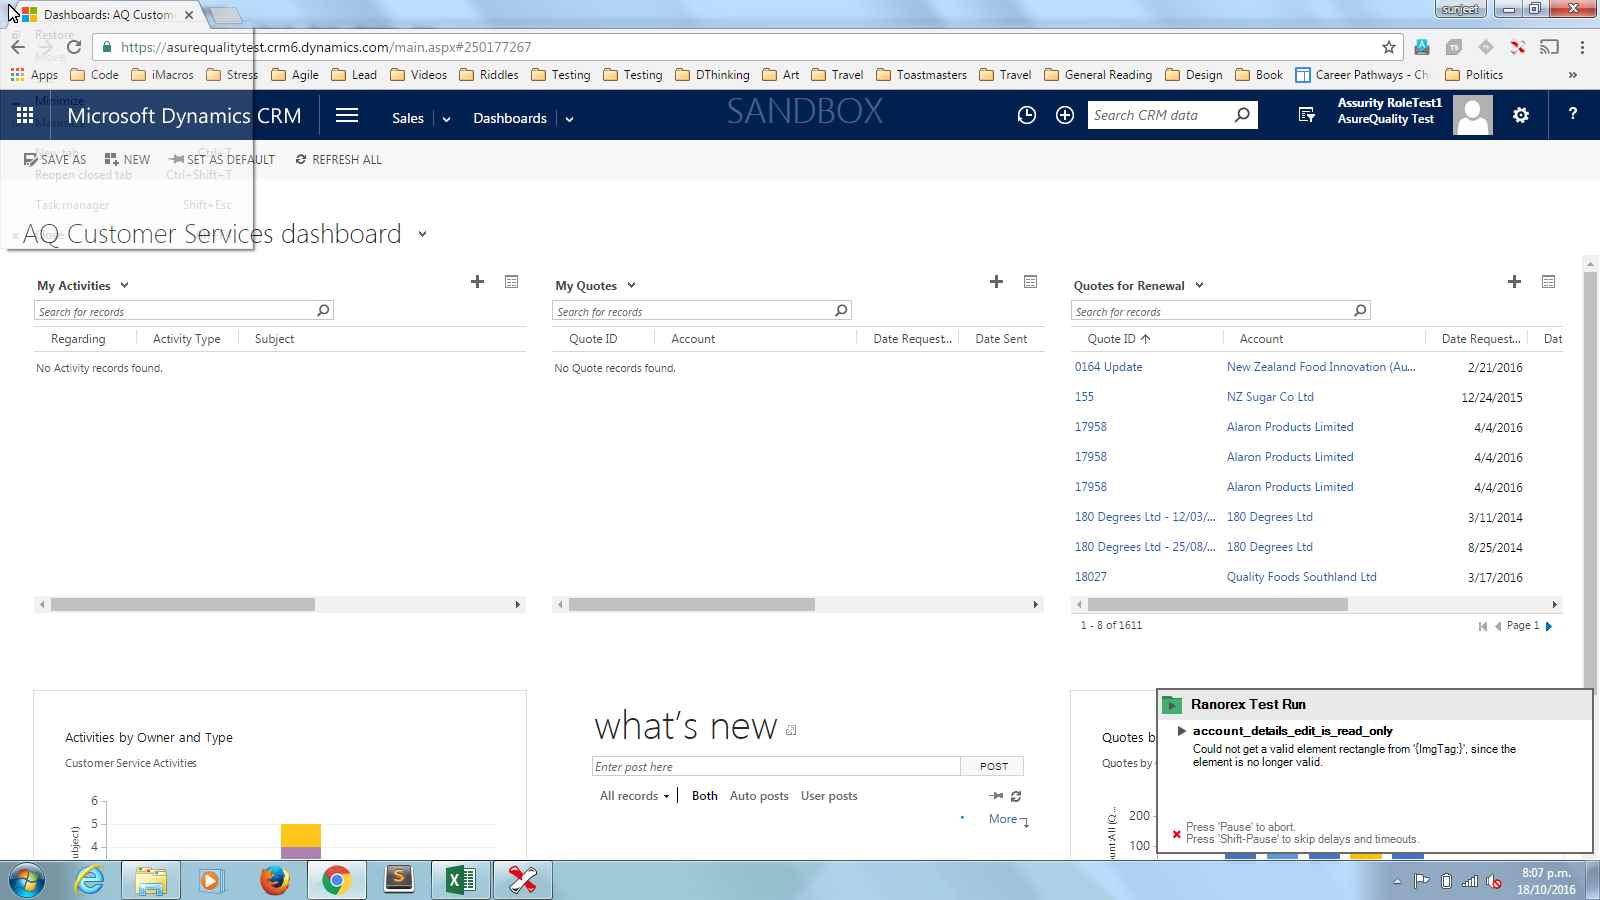 Dashboards: AQ Custom
sunjeet
Restore
Move
https://asurequalitytest.crm6.dynamics.com/main.aspx#250177267
Apps Code iMacros Stress Agile Lead Videos Riddles Testing Testing DThinking Art Travel Toastmasters Travel General Reading Design Book Career Pathways - Ch Politics »
Minimize
Microsoft Dynamics CRM
Sales
Dashboards
SANDBOX
Search CRM data
Assurity RoleTest1
AsureQuality Test
?
New tab Ctrl+T
SAVE AS NEW SET AS DEFAULT REFRESH ALL
Reopen closed tab Ctrl+Shift+T
Task manager Shift+Esc
AQ Customer Services dashboard
My Activities
Search for records
Regarding Activity Type Subject
No Activity records found.
My Quotes
Search for records
Quote ID Account Date Request... Date Sent
No Quote records found.
Quotes for Renewal
Search for records
Quote ID Account Date Request... Dat
0164 Update New Zealand Food Innovation (Au... 2/21/2016
155 NZ Sugar Co Ltd 12/24/2015
17958 Alaron Products Limited 4/4/2016
17958 Alaron Products Limited 4/4/2016
17958 Alaron Products Limited 4/4/2016
180 Degrees Ltd - 12/03/... 180 Degrees Ltd 3/11/2014
180 Degrees Ltd - 25/08/... 180 Degrees Ltd 8/25/2014
18027 Quality Foods Southland Ltd 3/17/2016
1 - 8 of 1611
Page 1
Activities by Owner and Type
Customer Service Activities
6
5
4
ubject)
what's new
Enter post here
POST
All records Both Auto posts User posts
More
Quotes b
Quotes by
200
100
ount:All (Q...
Ranorex Test Run
account_details_edit_is_read_only
Could not get a valid element rectangle from '{ImgTag:}', since the
element is no longer valid.
Press 'Pause' to abort.
Press 'Shift-Pause' to skip delays and timeouts.
8:07 p.m.
18/10/2016